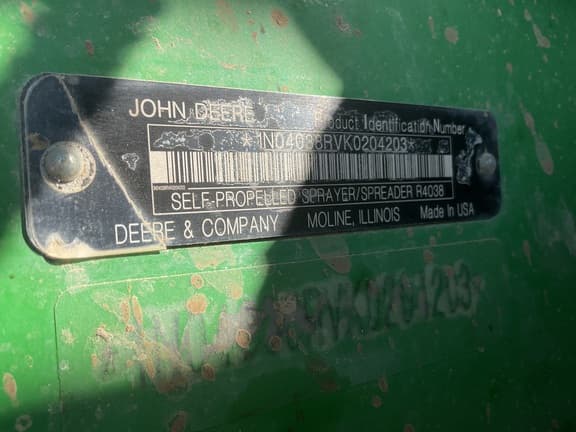 JOHN DEERE Product Identification Number
*1N04038RVK0204203*
SELF-PROPELLED SPRAYER/SPREADER R4038
DEERE & COMPANY MOLINE, ILLINOIS Made In USA